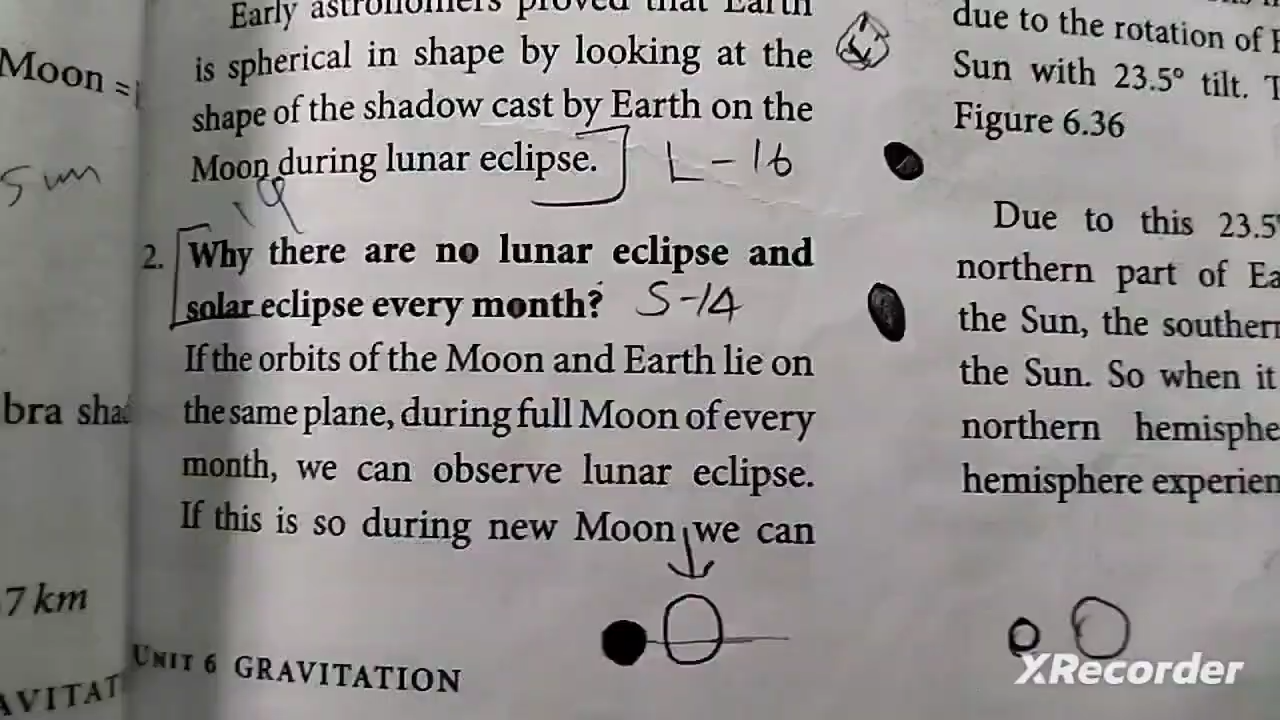 Early astronomers proved that Earth
is spherical in shape by looking at the
shape of the shadow cast by Earth on the
Moon during lunar eclipse.
L - 16
2. Why there are no lunar eclipse and
solar eclipse every month?
S-14
If the orbits of the Moon and Earth lie on
the same plane, during full Moon of every
month, we can observe lunar eclipse.
If this is so during new Moon we can
UNIT 6 GRAVITATION
Moon =
Sun
bra
7 km
due to the rotation of
Sun with 23.5° tilt.
Figure 6.36
Due to this 23.5°
northern part of
the Sun, the southern
the Sun. So when it
northern
hemisphere
XRecorder